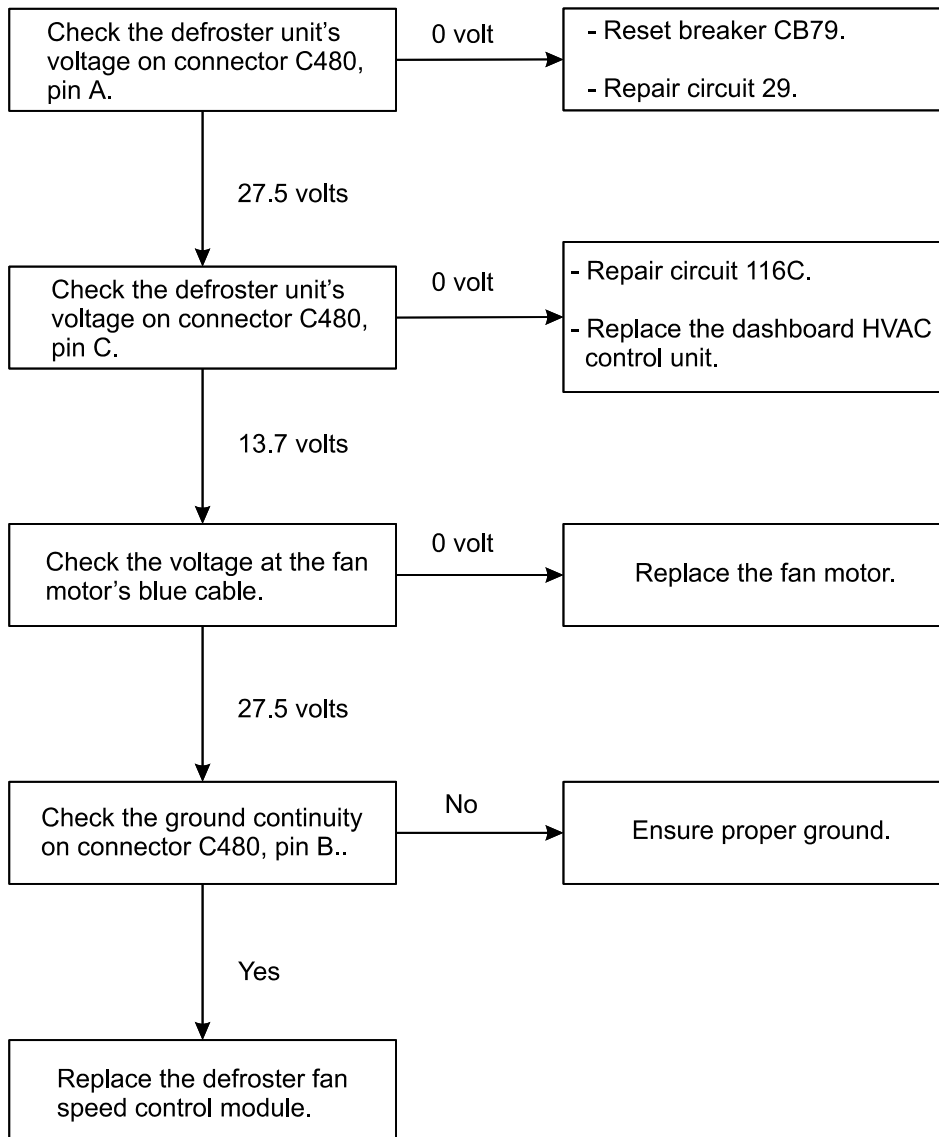 Check the defroster unit's
voltage on connector C480,
pin A.
0 volt
- Reset breaker CB79.
- Repair circuit 29.
27.5 volts
Check the defroster unit's
voltage on connector C480,
pin C.
0 volt
- Repair circuit 116C.
- Replace the dashboard HVAC
control unit.
13.7 volts
Check the voltage at the fan
motor's blue cable.
0 volt
Replace the fan motor.
27.5 volts
Check the ground continuity
on connector C480, pin B..
No
Ensure proper ground.
Yes
Replace the defroster fan
speed control module.